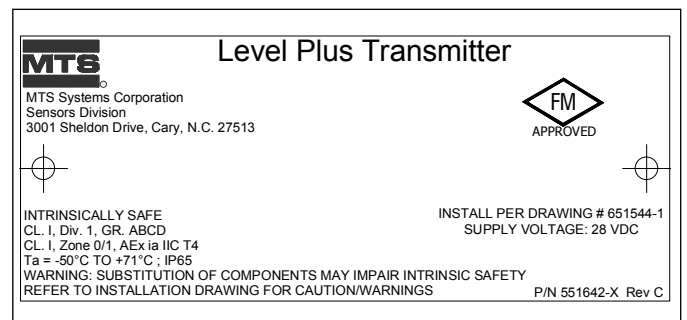 MTS
Level Plus Transmitter
MTS Systems Corporation
Sensors Division
3001 Sheldon Drive, Cary, N.C. 27513
FM
APPROVED
INTRINSICALLY SAFE
CL. I, Div. 1, GR. ABCD
CL. I, Zone 0/1, AEx ia IIC T4
Ta = -50°C TO +71°C ; IP65
INSTALL PER DRAWING # 651544-1
SUPPLY VOLTAGE: 28 VDC
WARNING: SUBSTITUTION OF COMPONENTS MAY IMPAIR INTRINSIC SAFETY
REFER TO INSTALLATION DRAWING FOR CAUTION/WARNINGS
P/N 551642-X Rev C